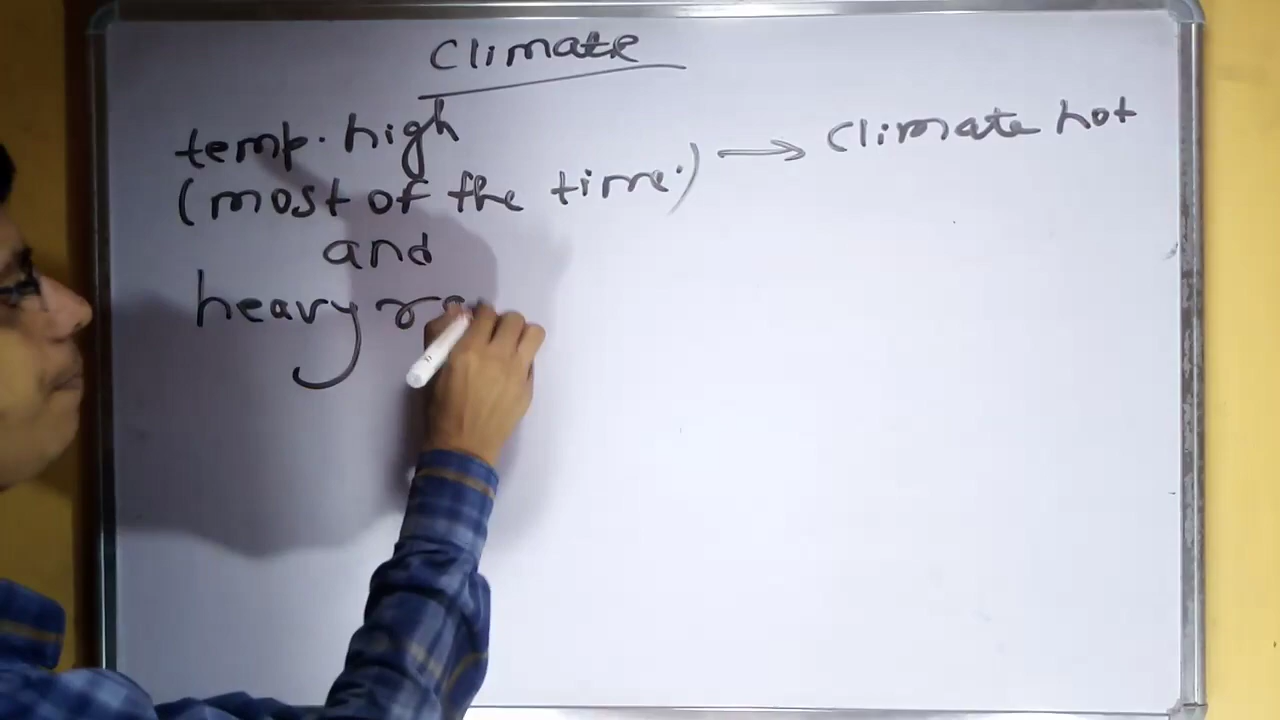 Climate
temp. high
(most of the time.) → Climate hot
and
heavy